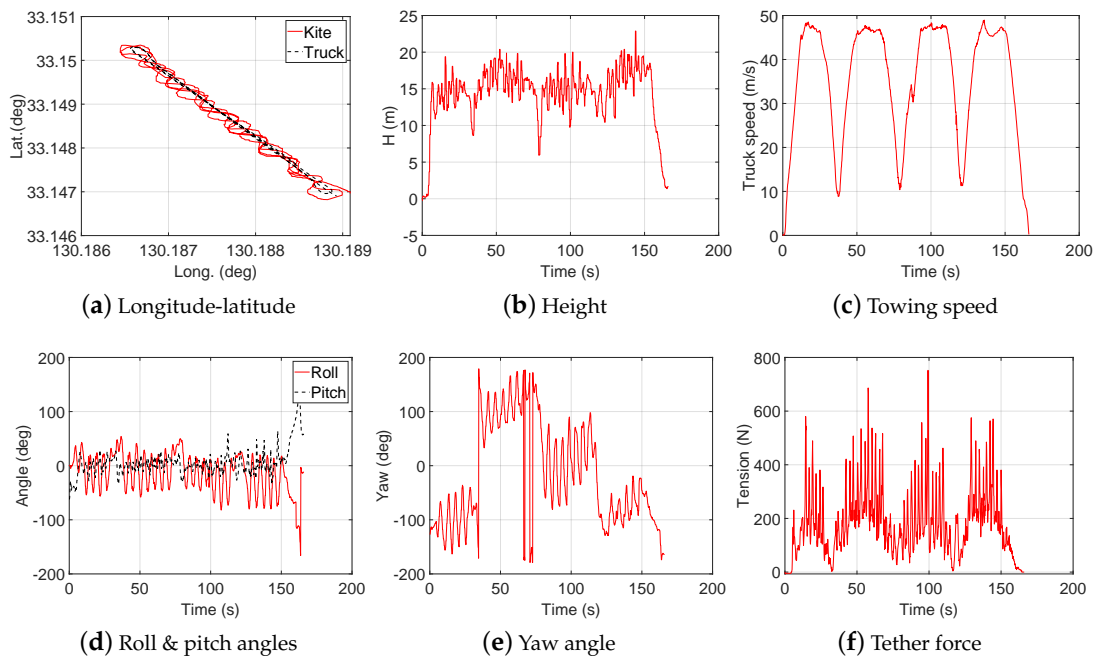 33.151
33.15
33.149
33.148
33.147
33.146
Lat.(deg)
Kite
Truck
130.186 130.187 130.188 130.189
Long. (deg)
(a) Longitude-latitude
25
20
15
10
5
0
-5
H (m)
0 50 100 150 200
Time (s)
(b) Height
50
40
30
20
10
0
Truck speed (m/s)
0 50 100 150 200
Time (s)
(c) Towing speed
200
100
0
-100
-200
Angle (deg)
Roll
Pitch
0 50 100 150 200
Time (s)
(d) Roll & pitch angles
200
100
0
-100
-200
Yaw (deg)
0 50 100 150 200
Time (s)
(e) Yaw angle
800
600
400
200
0
Tension (N)
0 50 100 150 200
Time (s)
(f) Tether force